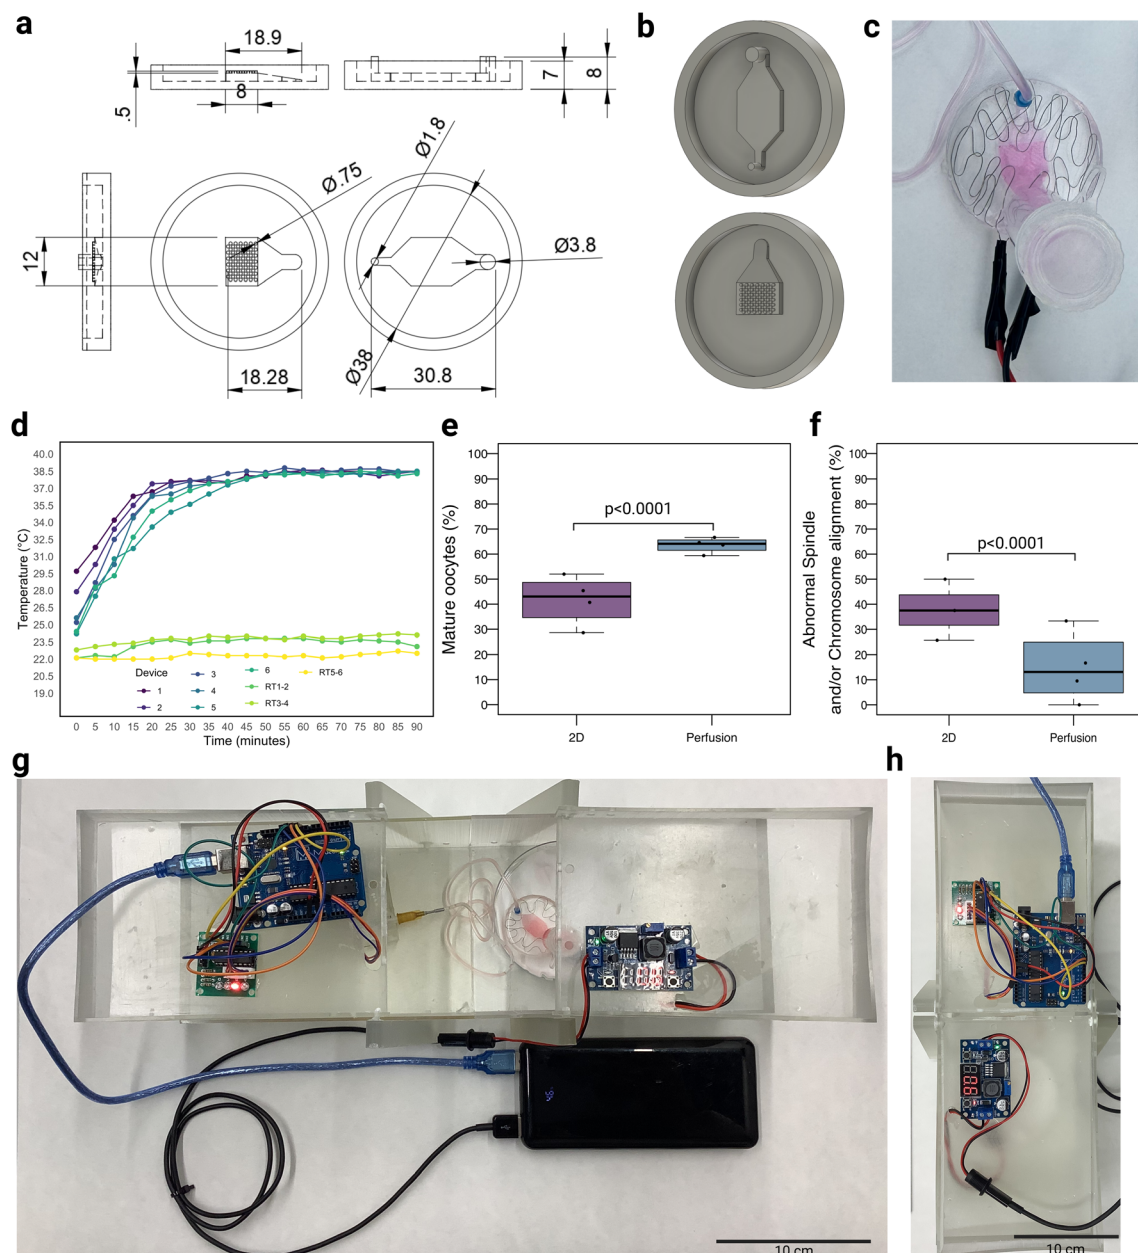 a
b
c
18.9
8
.5
7
8
Ø1.8
Ø.75
12
Ø3.8
Ø38
18.28
30.8
d
e
f
Temperature (°C)
40.0
38.5
37.0
35.5
34.0
32.5
31.0
29.5
28.0
26.5
25.0
23.5
22.0
20.5
19.0
Device
1
2
3
4
5
6
RT1-2
RT3-4
RT5-6
0 5 10 15 20 25 30 35 40 45 50 55 60 65 70 75 80 85 90
Time (minutes)
Mature oocytes (%)
100
90
80
70
60
50
40
30
20
10
0
p<0.0001
2D Perfusion
Abnormal Spindle
and/or Chromosome alignment (%)
100
90
80
70
60
50
40
30
20
10
0
p<0.0001
2D Perfusion
g
h
10 cm
10 cm